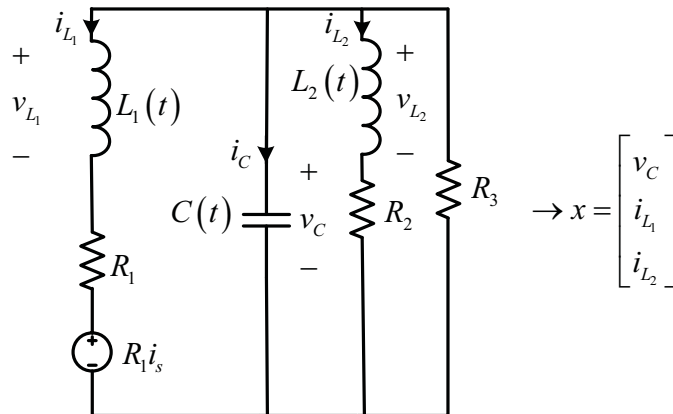 i_{L_1}
+
v_{L_1}
−
L_1(t)
R_1
+
-
R_1 i_s
i_C
C(t)
+
v_C
−
i_{L_2}
L_2(t)
+
v_{L_2}
−
R_2
R_3
→ x = [ v_C
i_{L_1}
i_{L_2} ]